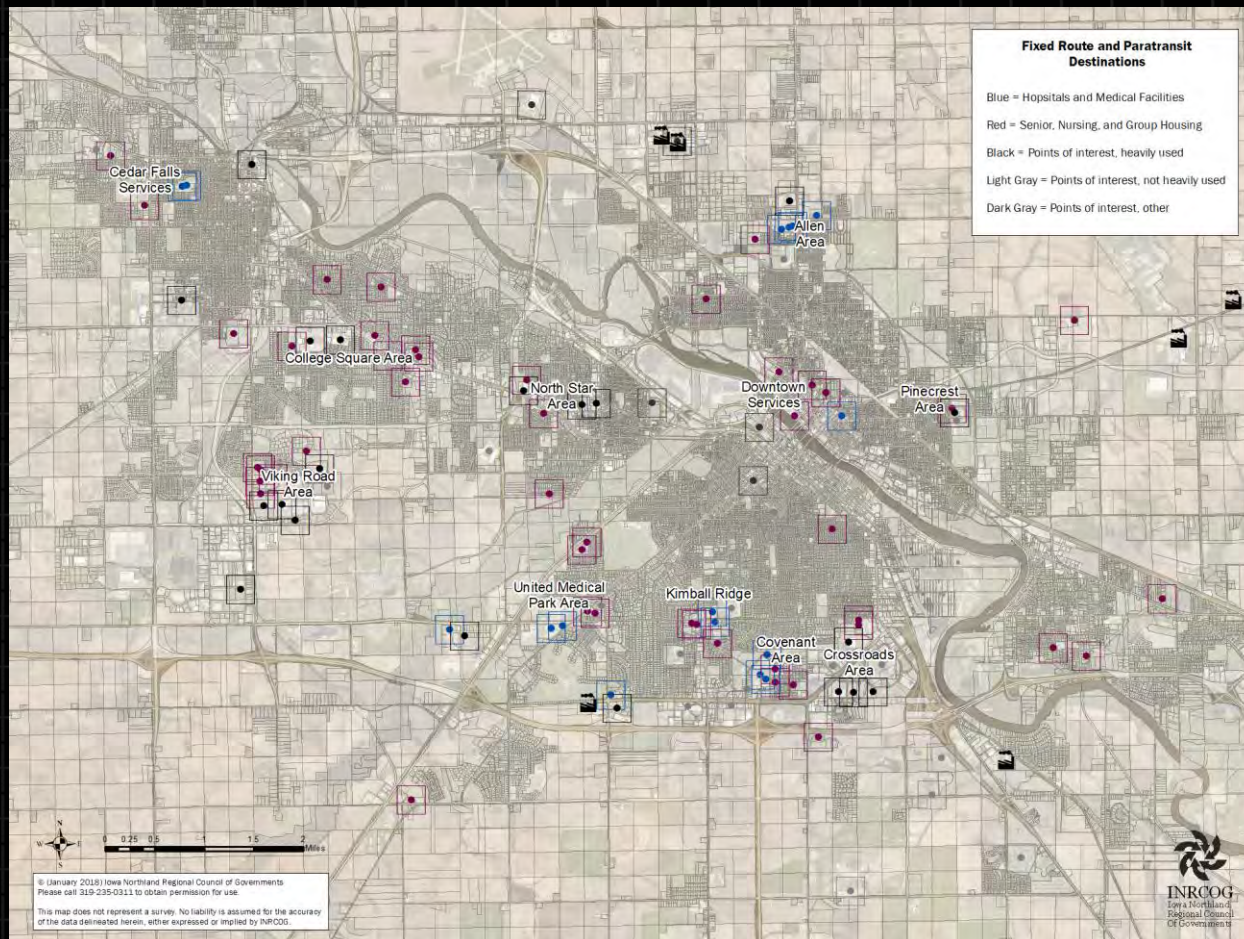 Fixed Route and Paratransit
Destinations
Blue = Hopsitals and Medical Facilities
Red = Senior, Nursing, and Group Housing
Black = Points of interest, heavily used
Light Gray = Points of interest, not heavily used
Dark Gray = Points of interest, other
Cedar Falls
Services
Allen
Area
College Square Area
North Star
Area
Downtown
Services
Pinecrest
Area
Viking Road
Area
United Medical
Park Area
Kimball Ridge
Covenant
Area
Crossroads
Area
N
W
E
S
0 0.25 0.5 1 1.5 2
Miles
© (January 2018) Iowa Northland Regional Council of Governments
Please call 319-235-0311 to obtain permission for use.
This map does not represent a survey. No liability is assumed for the accuracy
of the data delineated herein, either expressed or implied by INRCOG.
INRCOG
Iowa Northland
Regional Council
Of Governments